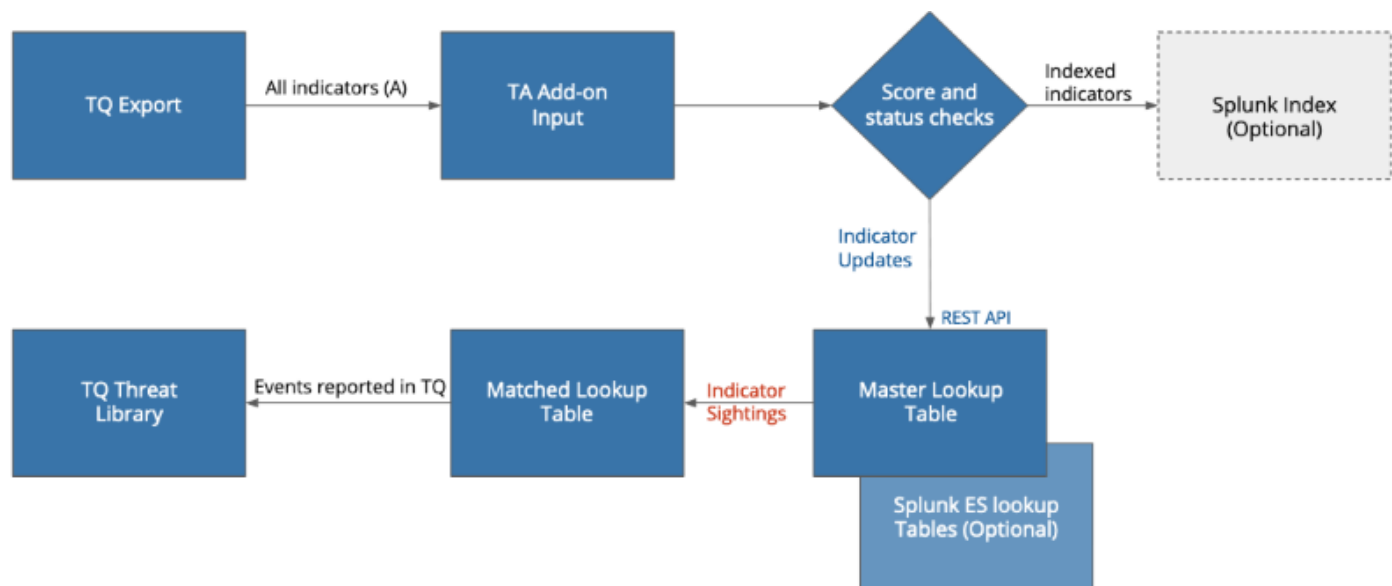 TQ Export
All indicators (A)
TA Add-on
Input
Score and
status checks
Indexed
indicators
Splunk Index
(Optional)
Indicator
Updates
REST API
TQ Threat
Library
Events reported in TQ
Matched Lookup
Table
Indicator
Sightings
Master Lookup
Table
Splunk ES lookup
Tables (Optional)